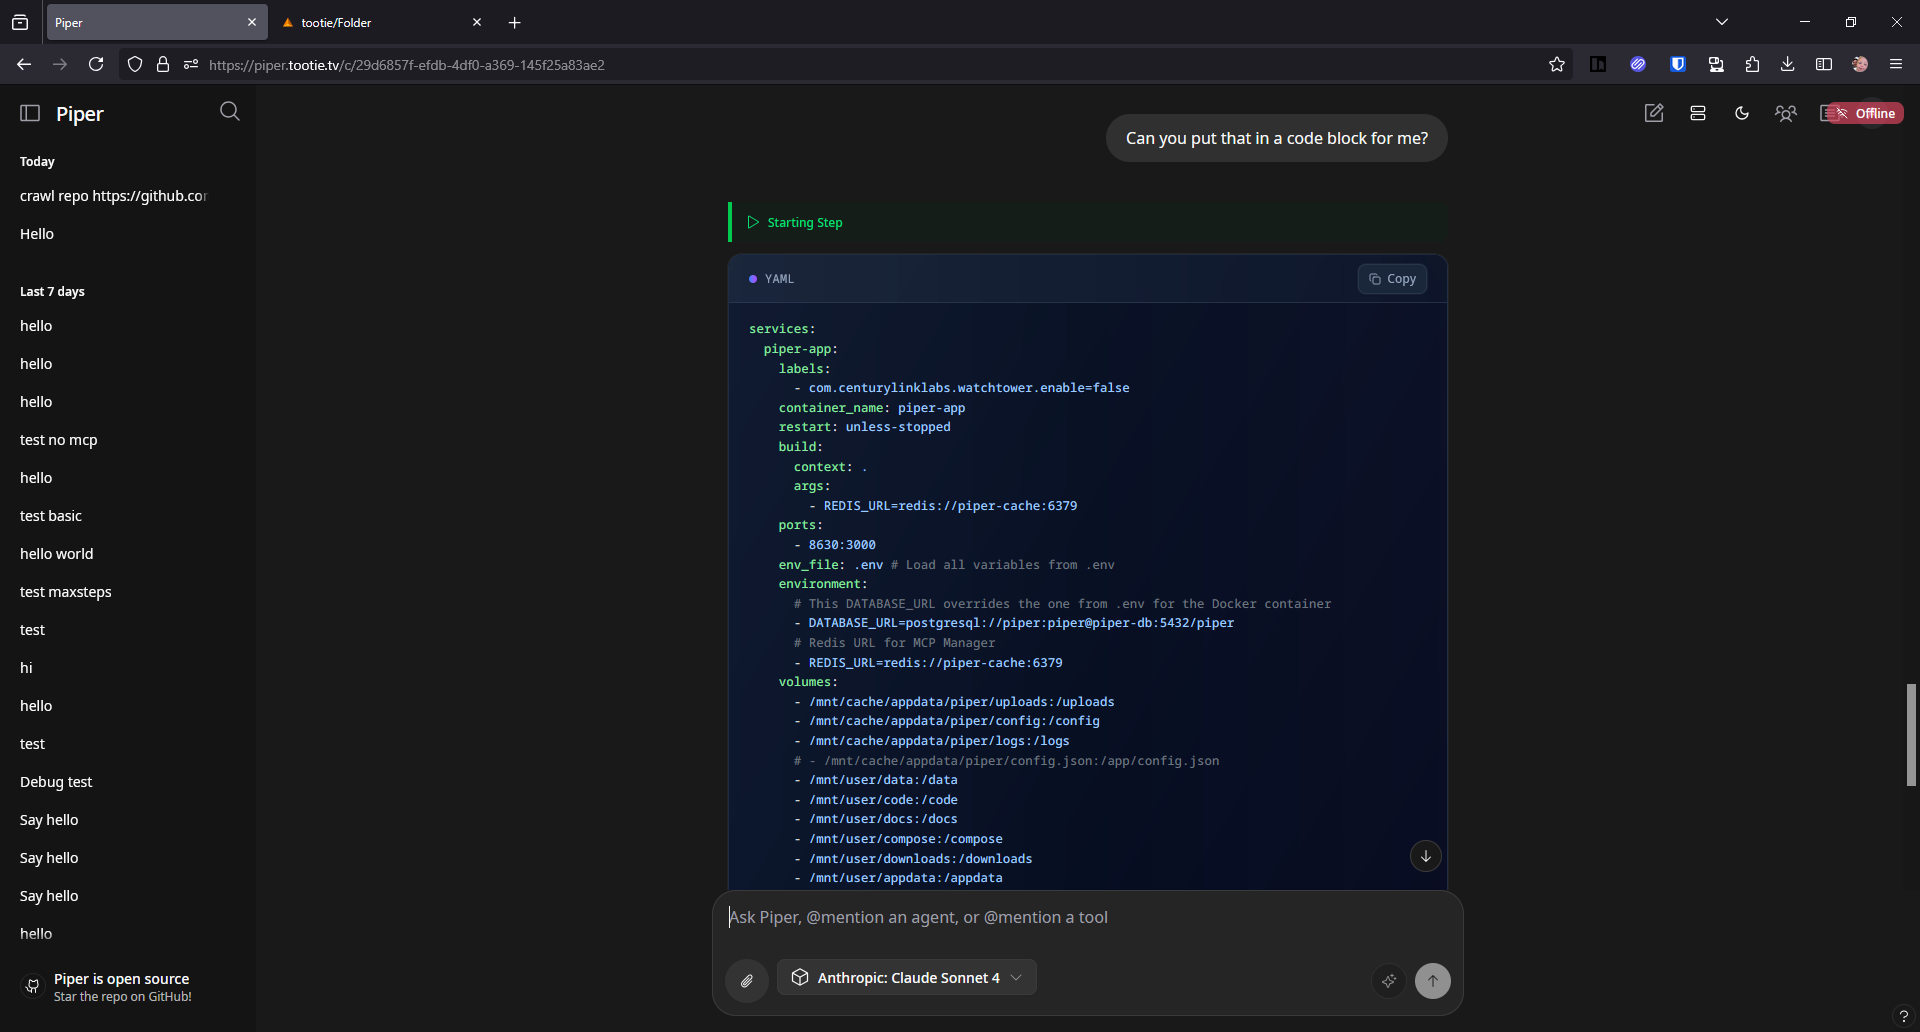 Piper
tootie/Folder
https://piper.tootie.tv/c/29d6857f-efdb-4df0-a369-145f25a83ae2
Piper
Offline
Today
crawl repo https://github.cor
Hello
Last 7 days
hello
hello
hello
test no mcp
hello
test basic
hello world
test maxsteps
test
hi
hello
test
Debug test
Say hello
Say hello
Say hello
hello
Piper is open source
Star the repo on GitHub!
Can you put that in a code block for me?
Starting Step
YAML
Copy
services:
  piper-app:
    labels:
      - com.centurylinklabs.watchtower.enable=false
    container_name: piper-app
    restart: unless-stopped
    build:
      context: .
      args:
        - REDIS_URL=redis://piper-cache:6379
    ports:
      - 8630:3000
    env_file: .env # Load all variables from .env
    environment:
      # This DATABASE_URL overrides the one from .env for the Docker container
      - DATABASE_URL=postgresql://piper:piper@piper-db:5432/piper
      # Redis URL for MCP Manager
      - REDIS_URL=redis://piper-cache:6379
    volumes:
      - /mnt/cache/appdata/piper/uploads:/uploads
      - /mnt/cache/appdata/piper/config:/config
      - /mnt/cache/appdata/piper/logs:/logs
      # - /mnt/cache/appdata/piper/config.json:/app/config.json
      - /mnt/user/data:/data
      - /mnt/user/code:/code
      - /mnt/user/docs:/docs
      - /mnt/user/compose:/compose
      - /mnt/user/downloads:/downloads
      - /mnt/user/appdata:/appdata
Ask Piper, @mention an agent, or @mention a tool
Anthropic: Claude Sonnet 4
?